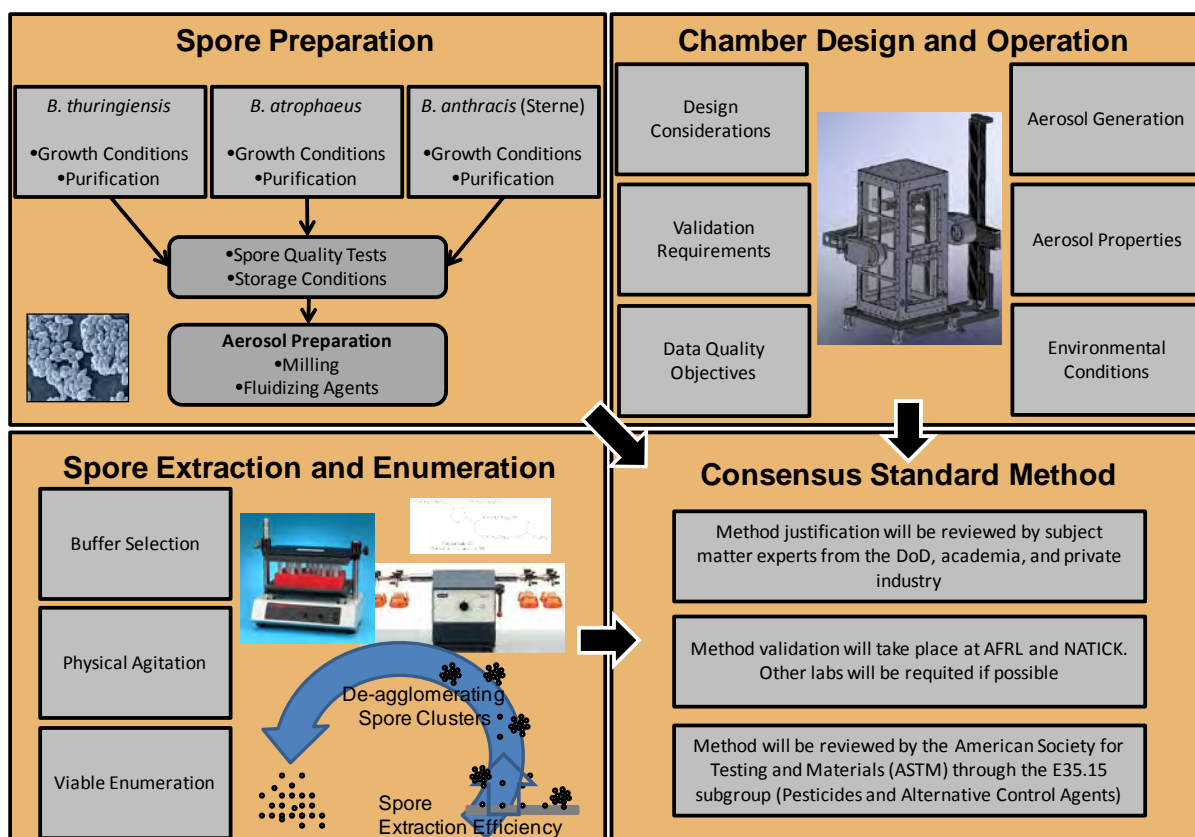 Spore Preparation
B. thuringiensis
•Growth Conditions
•Purification
B. atrophaeus
•Growth Conditions
•Purification
B. anthracis (Sterne)
•Growth Conditions
•Purification
•Spore Quality Tests
•Storage Conditions
Aerosol Preparation
•Milling
•Fluidizing Agents
Chamber Design and Operation
Design
Considerations
Validation
Requirements
Data Quality
Objectives
Aerosol Generation
Aerosol Properties
Environmental
Conditions
Spore Extraction and Enumeration
Buffer Selection
Physical Agitation
Viable Enumeration
De-agglomerating
Spore Clusters
Spore
Extraction Efficiency
Consensus Standard Method
Method justification will be reviewed by subject
matter experts from the DoD, academia, and private
industry
Method validation will take place at AFRL and NATICK.
Other labs will be requited if possible
Method will be reviewed by the American Society for
Testing and Materials (ASTM) through the E35.15
subgroup (Pesticides and Alternative Control Agents)